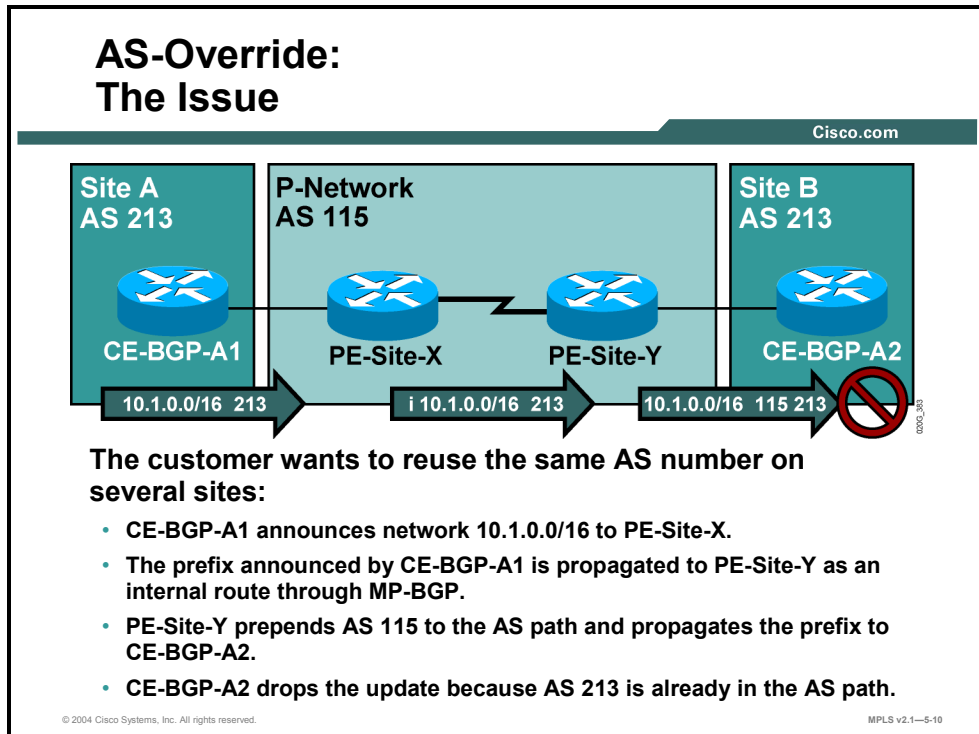 AS-Override:
The Issue
Cisco.com
Site A
AS 213
P-Network
AS 115
Site B
AS 213
CE-BGP-A1
PE-Site-X
PE-Site-Y
CE-BGP-A2
10.1.0.0/16 213
i 10.1.0.0/16 213
10.1.0.0/16 115 213
020G_383
The customer wants to reuse the same AS number on
several sites:
• CE-BGP-A1 announces network 10.1.0.0/16 to PE-Site-X.
• The prefix announced by CE-BGP-A1 is propagated to PE-Site-Y as an
internal route through MP-BGP.
• PE-Site-Y prepends AS 115 to the AS path and propagates the prefix to
CE-BGP-A2.
• CE-BGP-A2 drops the update because AS 213 is already in the AS path.
© 2004 Cisco Systems, Inc. All rights reserved.
MPLS v2.1—5-10